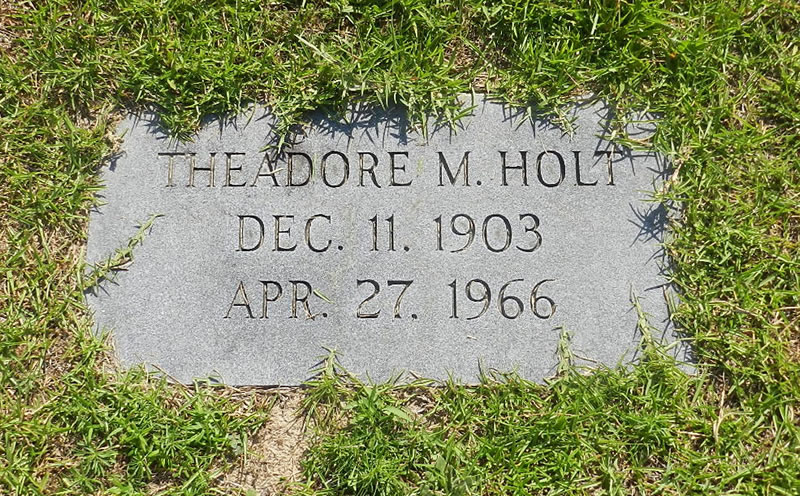 THEADORE M. HOLT
DEC. 11. 1903
APR. 27. 1966